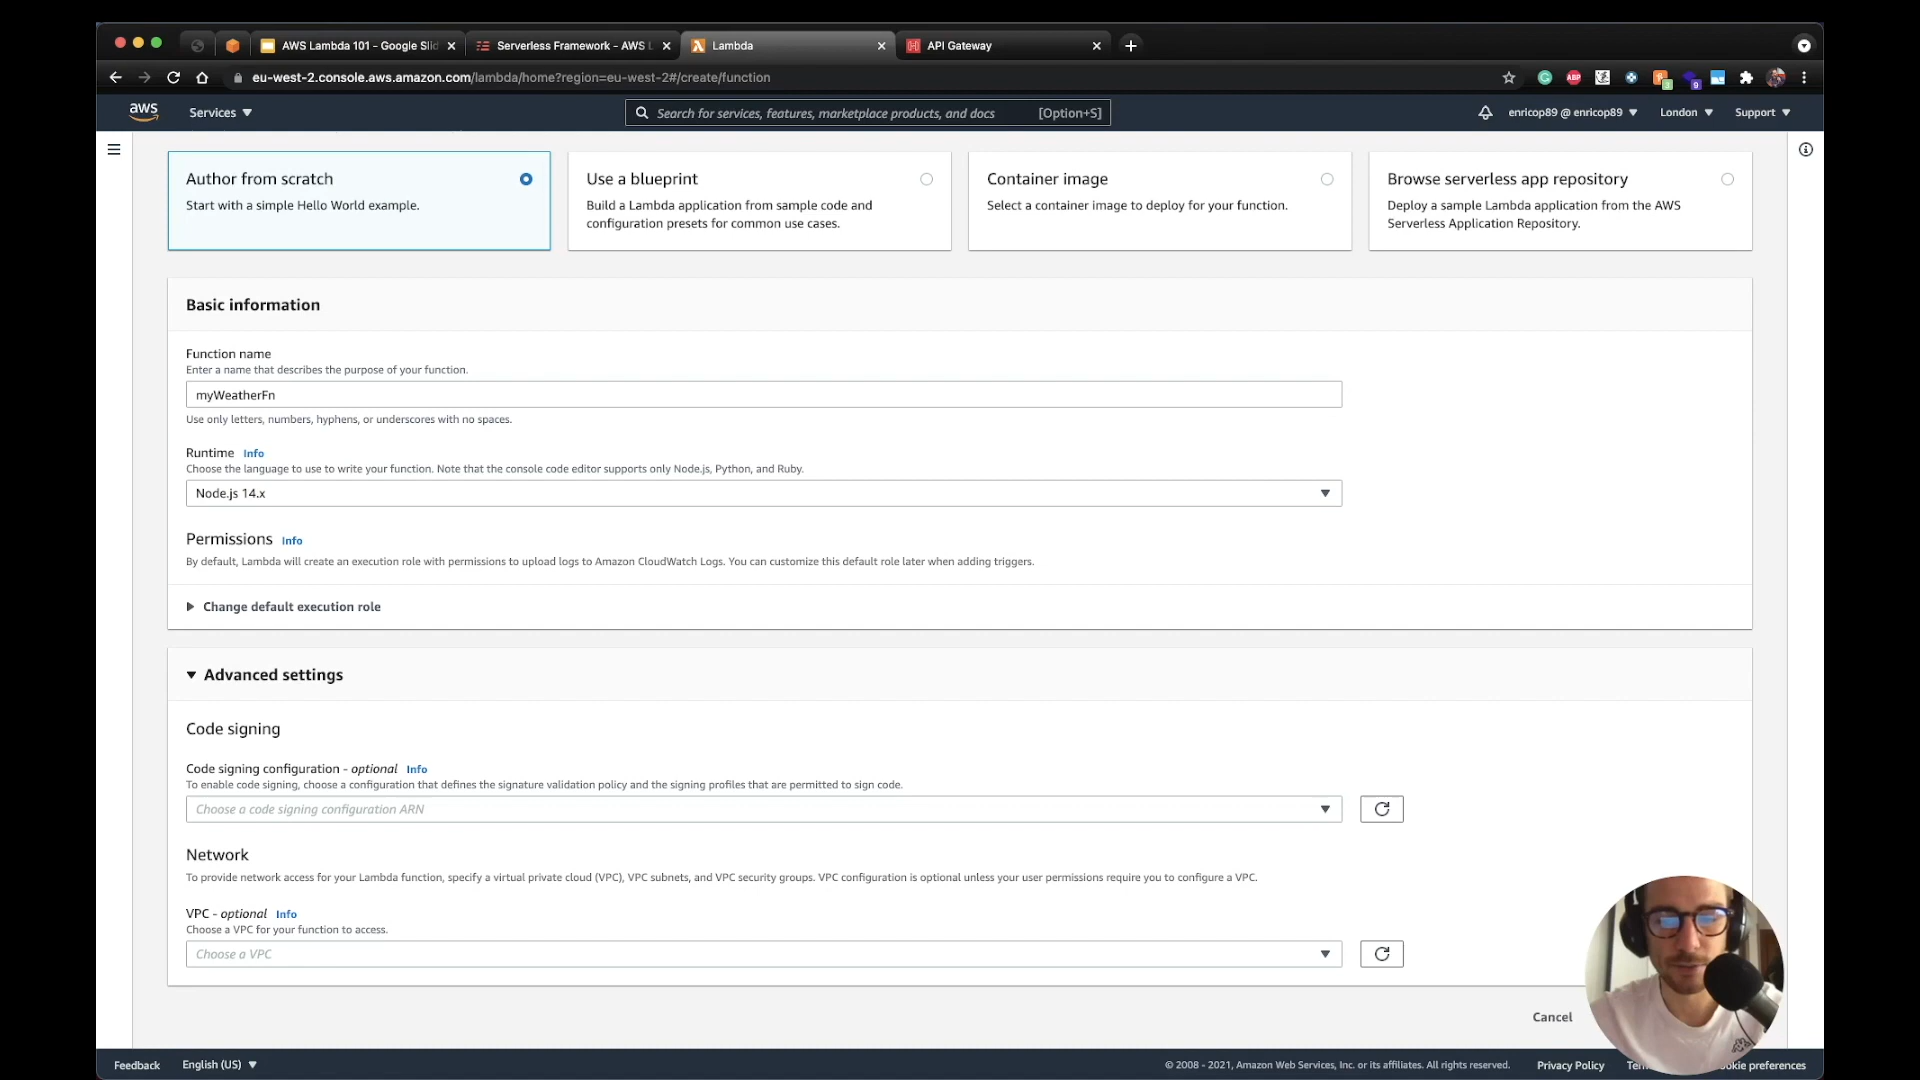 AWS Lambda 101 - Google Slid
Serverless Framework - AWS L
Lambda
API Gateway
eu-west-2.console.aws.amazon.com/lambda/home?region=eu-west-2#/create/function
ABP
3
9
aws
Services
Search for services, features, marketplace products, and docs
[Option+S]
enricop89 @ enricop89
London
Support
Author from scratch
Start with a simple Hello World example.
Use a blueprint
Build a Lambda application from sample code and
configuration presets for common use cases.
Container image
Select a container image to deploy for your function.
Browse serverless app repository
Deploy a sample Lambda application from the AWS
Serverless Application Repository.
Basic information
Function name
Enter a name that describes the purpose of your function.
myWeatherFn
Use only letters, numbers, hyphens, or underscores with no spaces.
Runtime Info
Choose the language to use to write your function. Note that the console code editor supports only Node.js, Python, and Ruby.
Node.js 14.x
Permissions Info
By default, Lambda will create an execution role with permissions to upload logs to Amazon CloudWatch Logs. You can customize this default role later when adding triggers.
Change default execution role
Advanced settings
Code signing
Code signing configuration - optional Info
To enable code signing, choose a configuration that defines the signature validation policy and the signing profiles that are permitted to sign code.
Choose a code signing configuration ARN
Network
To provide network access for your Lambda function, specify a virtual private cloud (VPC), VPC subnets, and VPC security groups. VPC configuration is optional unless your user permissions require you to configure a VPC.
VPC - optional Info
Choose a VPC for your function to access.
Choose a VPC
Cancel
Feedback
English (US)
© 2008 - 2021, Amazon Web Services, Inc. or its affiliates. All rights reserved.
Privacy Policy
preferences